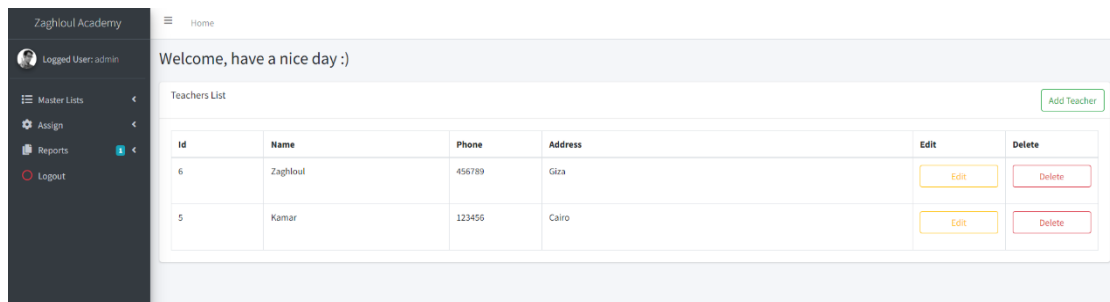 Zaghloul Academy
Home
Logged User: admin
Welcome, have a nice day :)
Master Lists
Assign
Reports 1
Logout
Teachers List
Add Teacher
Id Name Phone Address Edit Delete
6 Zaghloul 456789 Giza Edit Delete
5 Kamar 123456 Cairo Edit Delete